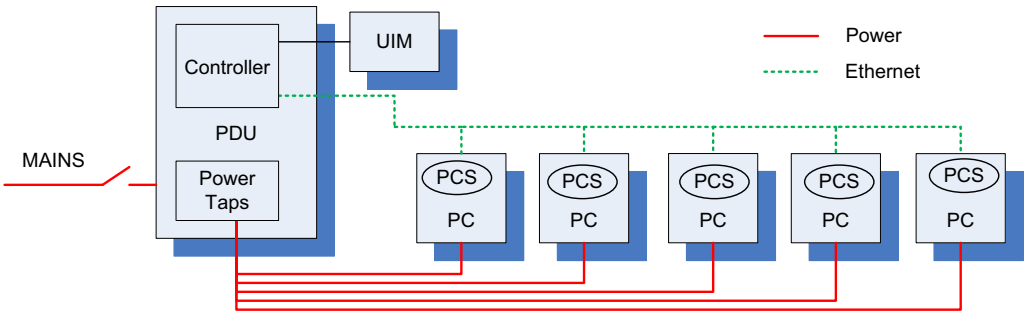 Controller
UIM
Power
Ethernet
PDU
MAINS
Power
Taps
PCS
PCS
PCS
PCS
PCS
PC
PC
PC
PC
PC